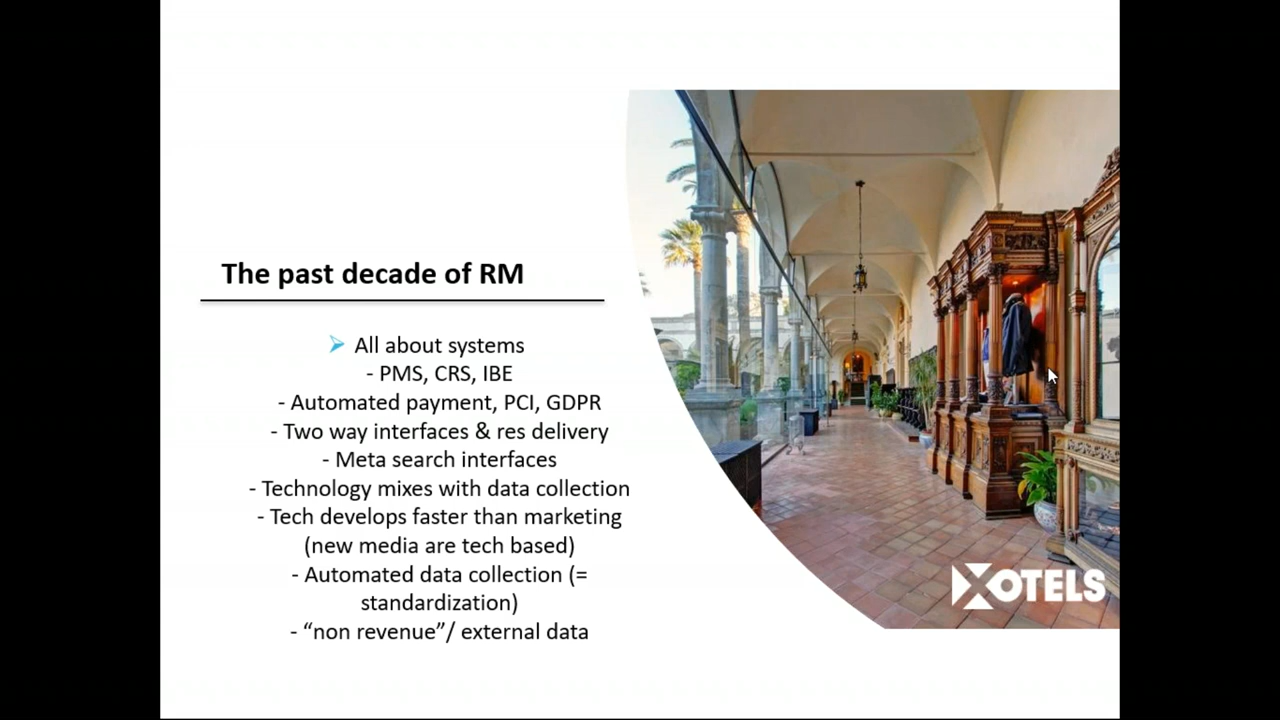 The past decade of RM
➢ All about systems
- PMS, CRS, IBE
- Automated payment, PCI, GDPR
- Two way interfaces & res delivery
- Meta search interfaces
- Technology mixes with data collection
- Tech develops faster than marketing
(new media are tech based)
- Automated data collection (=
standardization)
- “non revenue”/ external data
XOTELS